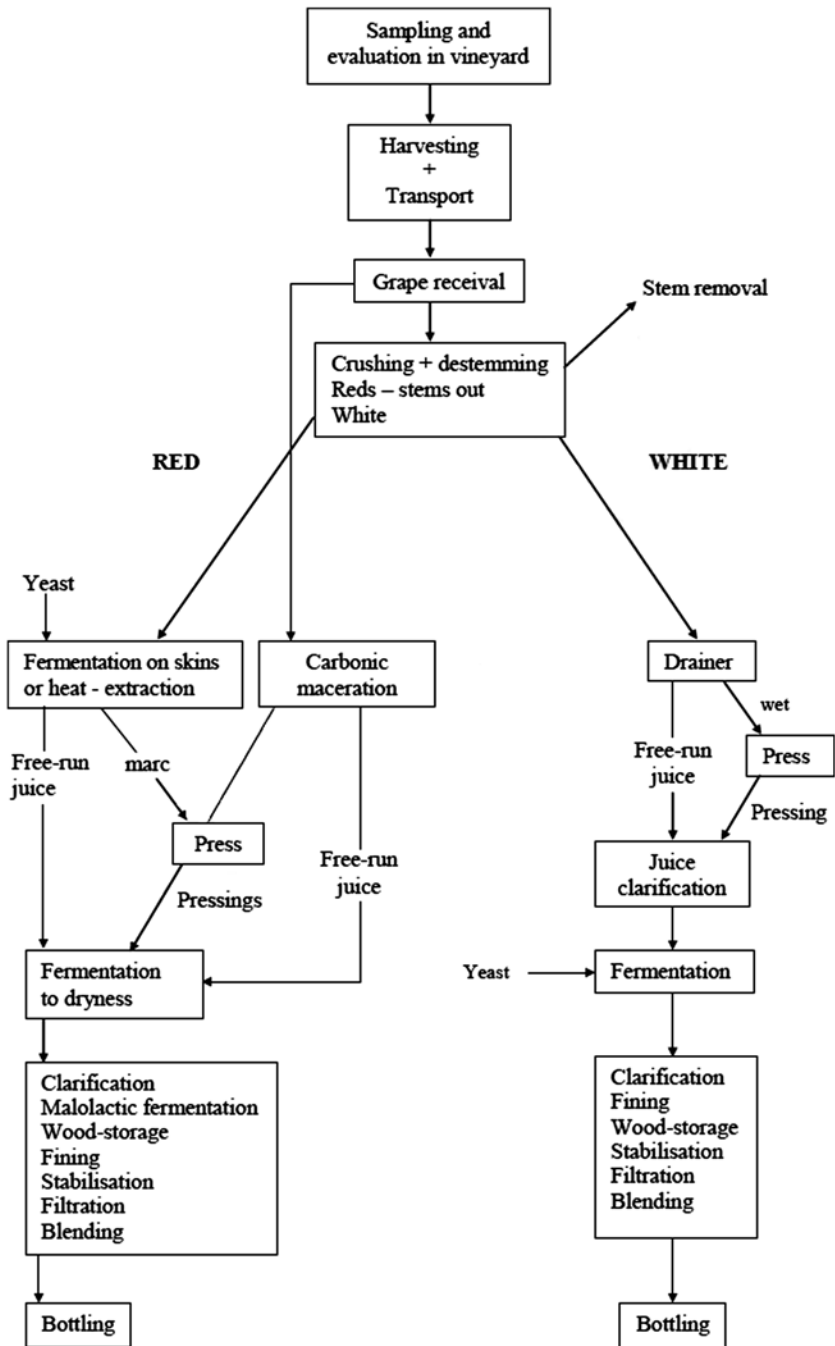 Sampling and
evaluation in vineyard
Harvesting
+
Transport
Grape receival
Stem removal
Crushing + destemming
Reds – stems out
White
RED
WHITE
Yeast
Fermentation on skins
or heat - extraction
Carbonic
maceration
Drainer
wet
Free-run
juice
marc
Free-run
juice
Press
Pressing
Press
Free-run
juice
Pressings
Juice
clarification
Fermentation
to dryness
Yeast
Fermentation
Clarification
Malolactic fermentation
Wood-storage
Fining
Stabilisation
Filtration
Blending
Clarification
Fining
Wood-storage
Stabilisation
Filtration
Blending
Bottling
Bottling